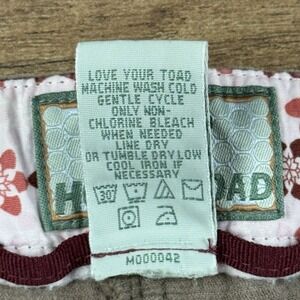 LOVE YOUR TOAD
MACHINE WASH COLD
GENTLE CYCLE
ONLY NON-
CHLORINE BLEACH
WHEN NEEDED
LINE DRY
OR TUMBLE DRY LOW
COOL IRON IF
NECESSARY
30
M000042